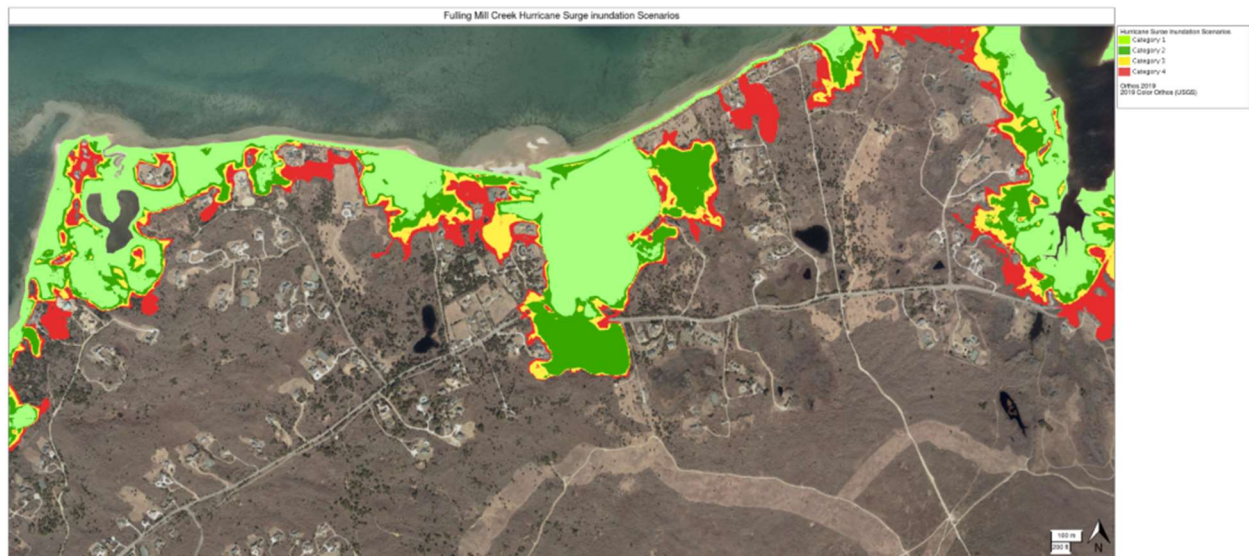 Fulling Mill Creek Hurricane Surge inundation Scenarios
Hurricane Surge Inundation Scenarios
Category 1
Category 2
Category 3
Category 4
Orthos 2019
2019 Color Orthos (USGS)
100 m
200 ft
N